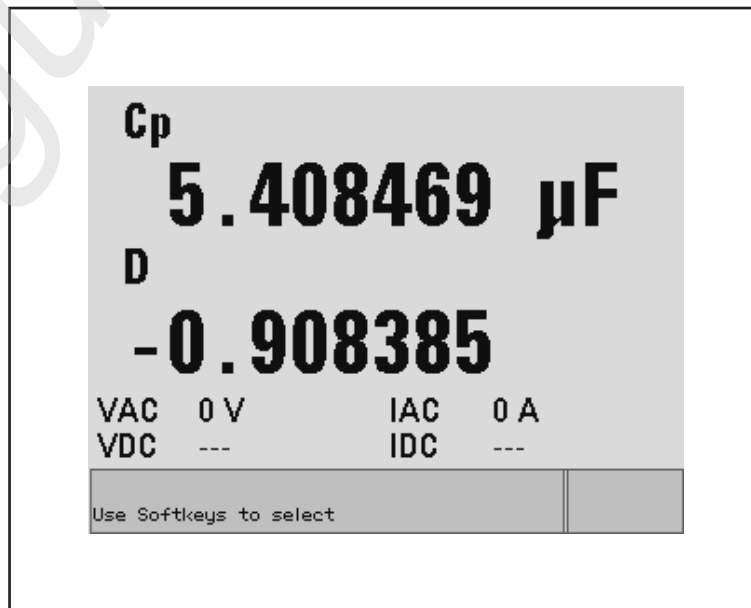 Cp
5.408469 µF
D
-0.908385
VAC 0 V IAC 0 A
VDC --- IDC ---
Use Softkeys to select